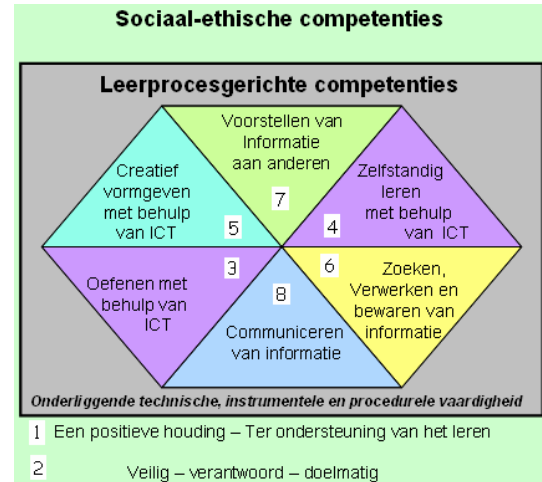 Sociaal-ethische competenties
Leerprocesgerichte competenties
Voorstellen van
Informatie
aan anderen
7
Creatief
vormgeven
met behulp
van ICT
5
Zelfstandig
leren
met behulp
van ICT
4
3
Oefenen met
behulp van
ICT
8
Communiceren
van informatie
6
Zoeken,
Verwerken en
bewaren van
informatie
Onderliggende technische, instrumentele en procedurele vaardigheid
1 Een positieve houding – Ter ondersteuning van het leren
2 Veilig – verantwoord – doelmatig